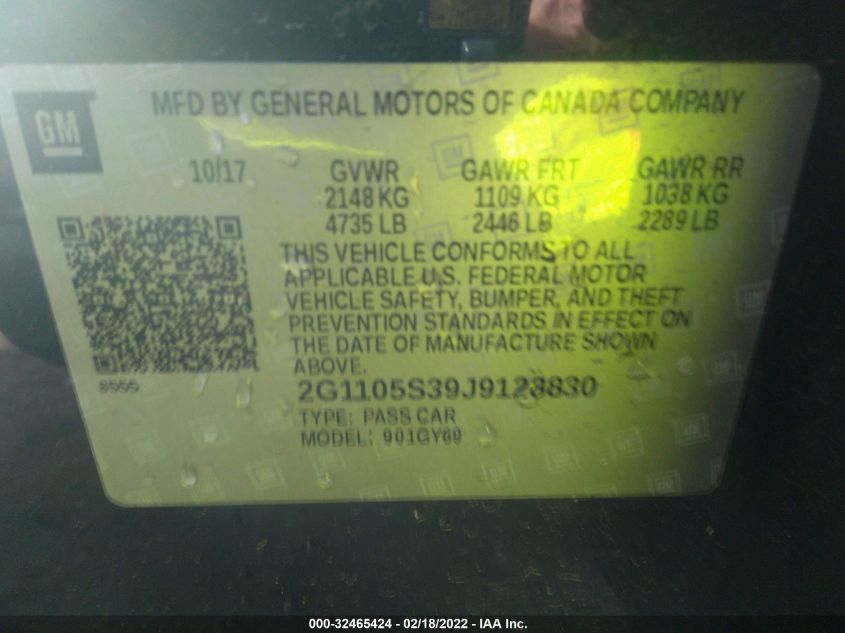 GM
MFD BY GENERAL MOTORS OF CANADA COMPANY
10/17 GVWR GAWR FRT GAWR RR
2148 KG 1109 KG 1038 KG
4735 LB 2446 LB 2289 LB
THIS VEHICLE CONFORMS TO ALL
APPLICABLE U.S. FEDERAL MOTOR
VEHICLE SAFETY, BUMPER, AND THEFT
PREVENTION STANDARDS IN EFFECT ON
THE DATE OF MANUFACTURE SHOWN
ABOVE.
2G1105S39J9128830
TYPE: PASS CAR
MODEL: 901GY69
000-32465424 - 02/18/2022 - IAA Inc.